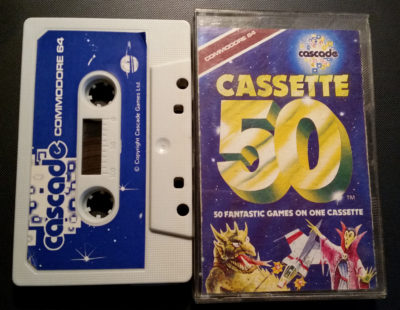 cascade
COMMODORE 64
© Copyright Cascade Games Ltd.
COMMODORE 64
cascade
CASSETTE
50
TM
50 FANTASTIC GAMES ON ONE CASSETTE